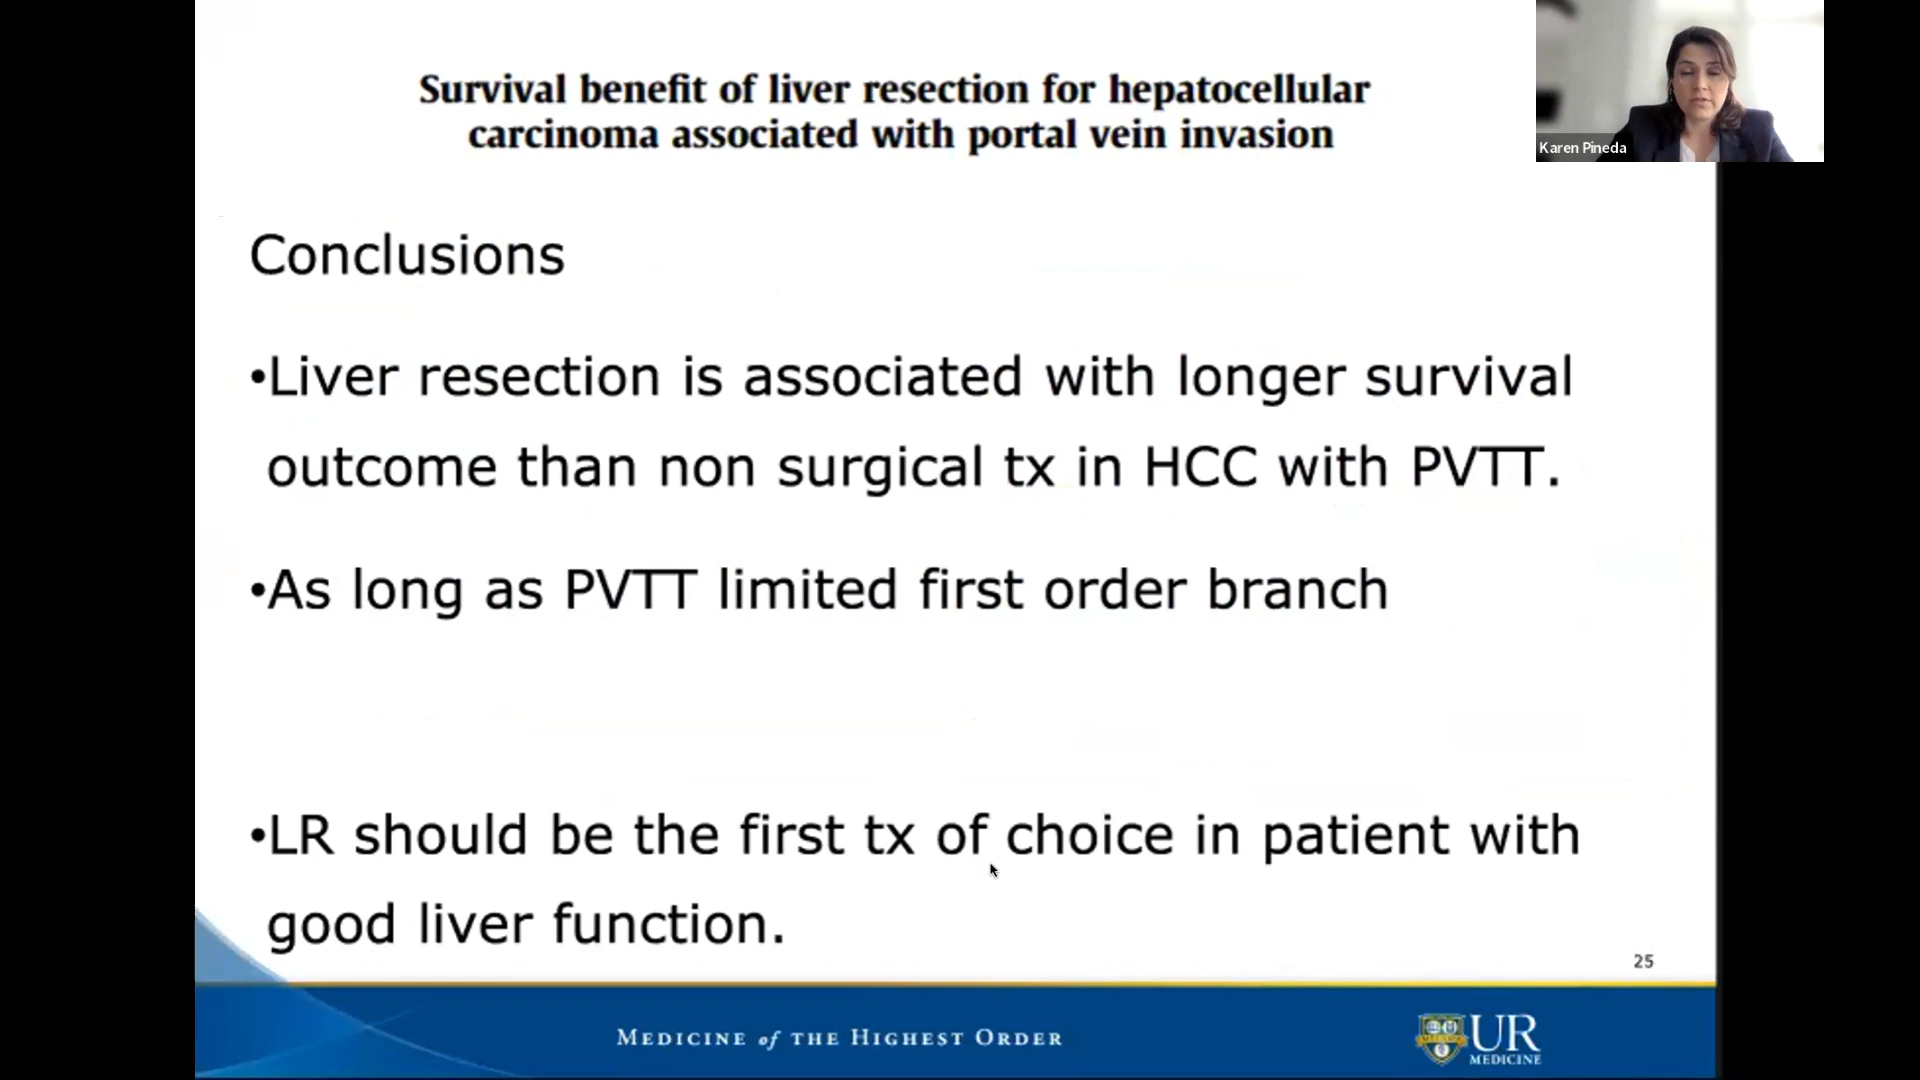 Survival benefit of liver resection for hepatocellular
carcinoma associated with portal vein invasion
Karen Pineda
Conclusions
•Liver resection is associated with longer survival
outcome than non surgical tx in HCC with PVTT.
•As long as PVTT limited first order branch
•LR should be the first tx of choice in patient with
good liver function.
25
MEDICINE of THE HIGHEST ORDER
UR
MEDICINE